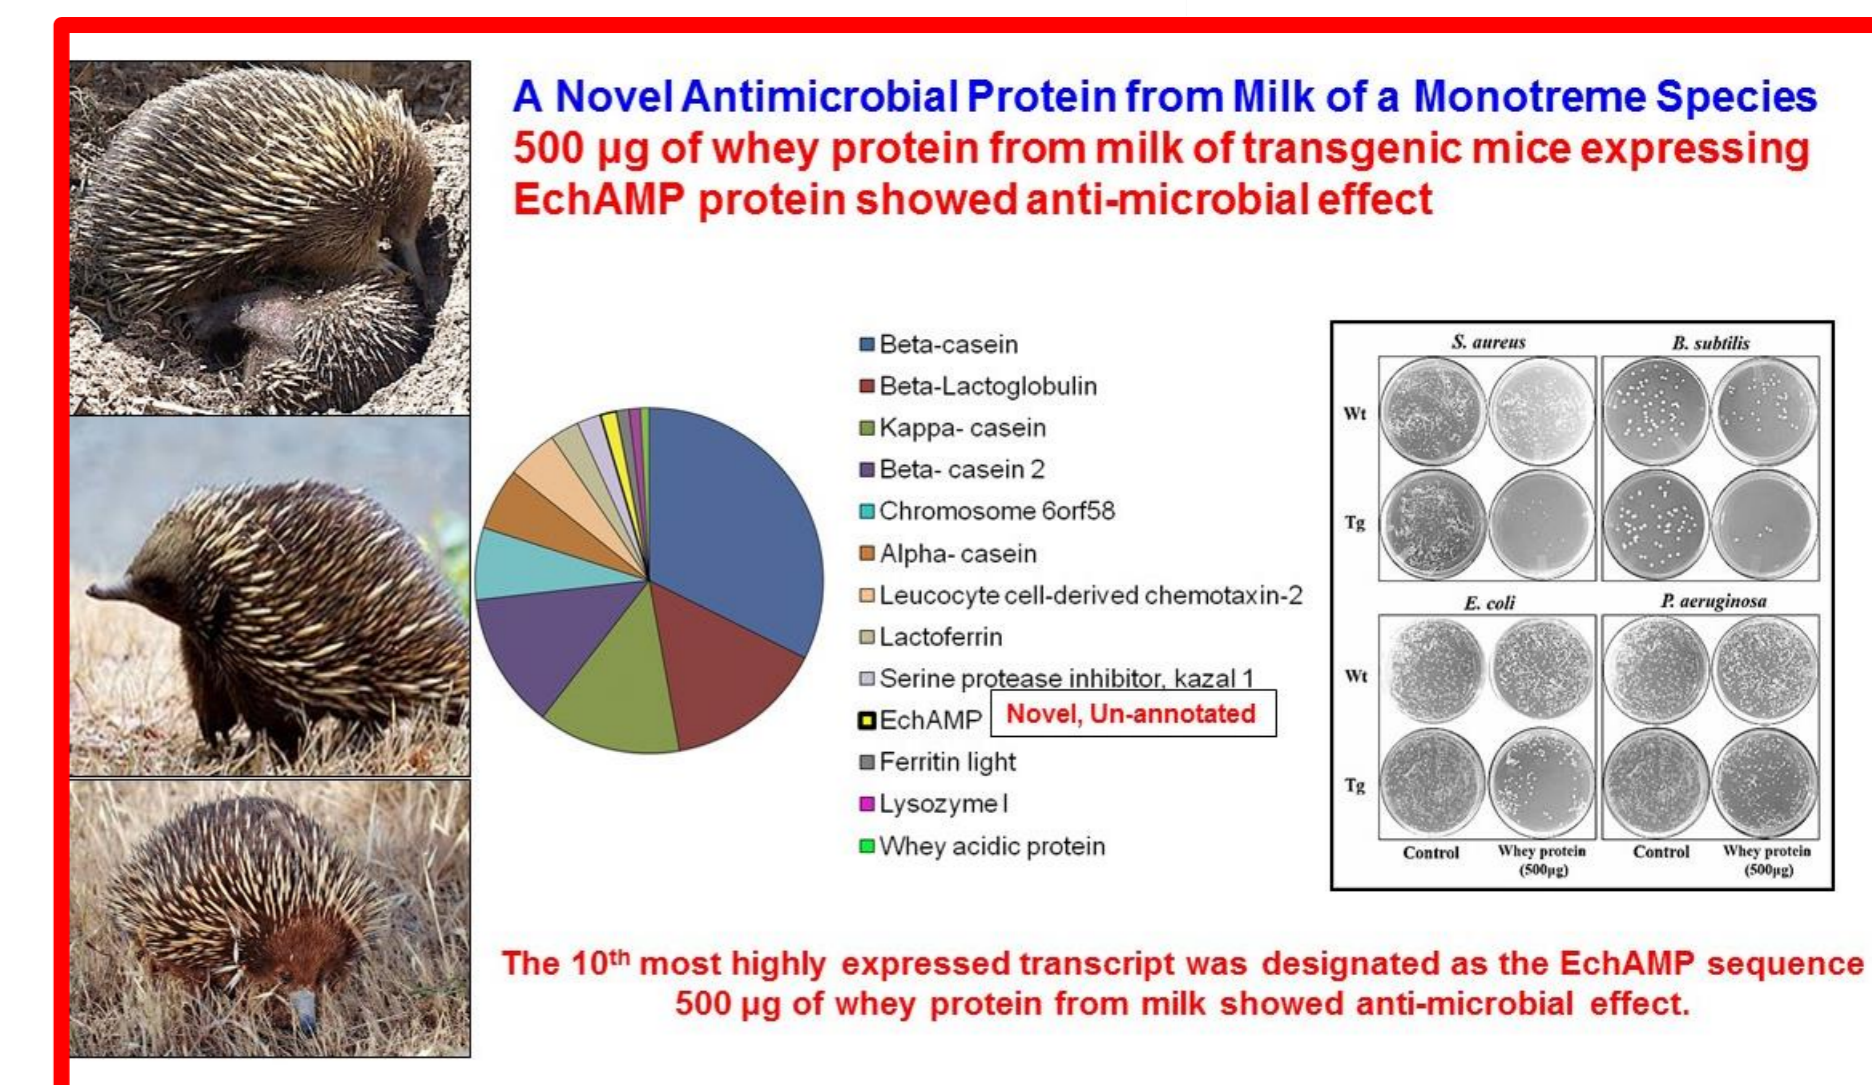 A Novel Antimicrobial Protein from Milk of a Monotreme Species
500 µg of whey protein from milk of transgenic mice expressing
EchAMP protein showed anti-microbial effect
Beta-casein
Beta-Lactoglobulin
Kappa- casein
Beta- casein 2
Chromosome 6orf58
Alpha- casein
Leucocyte cell-derived chemotaxin-2
Lactoferrin
Serine protease inhibitor, kazal 1
EchAMP
Novel, Un-annotated
Ferritin light
Lysozyme I
Whey acidic protein
S. aureus
B. subtilis
Wt
Tg
E. coli
P. aeruginosa
Wt
Tg
Control
Whey protein
(500µg)
Control
Whey protein
(500µg)
The 10th most highly expressed transcript was designated as the EchAMP sequence
500 µg of whey protein from milk showed anti-microbial effect.